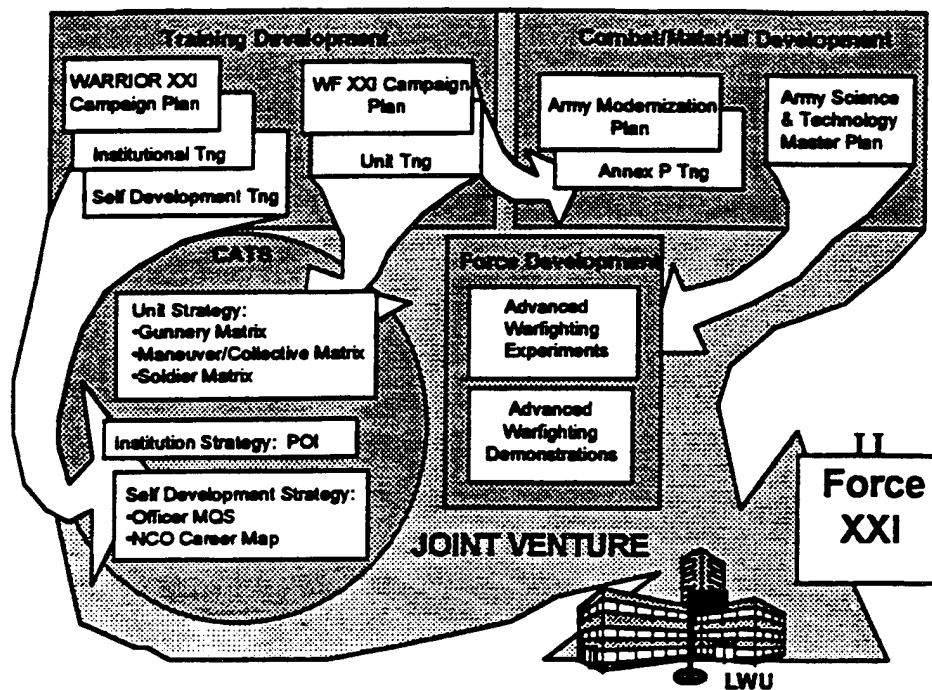 Training Development
Combat/Material Development
WARRIOR XXI
Campaign Plan
Institutional Tng
Self Development Tng
WF XXI Campaign
Plan
Unit Tng
Army Modernization
Plan
Annex P Tng
Army Science
& Technology
Master Plan
CATS
Unit Strategy:
•Gunnery Matrix
•Maneuver/Collective Matrix
•Soldier Matrix
Institution Strategy: POI
Self Development Strategy:
•Officer MQS
•NCO Career Map
Force Development
Advanced
Warfighting
Experiments
Advanced
Warfighting
Demonstrations
JOINT VENTURE
II
Force
XXI
LWU